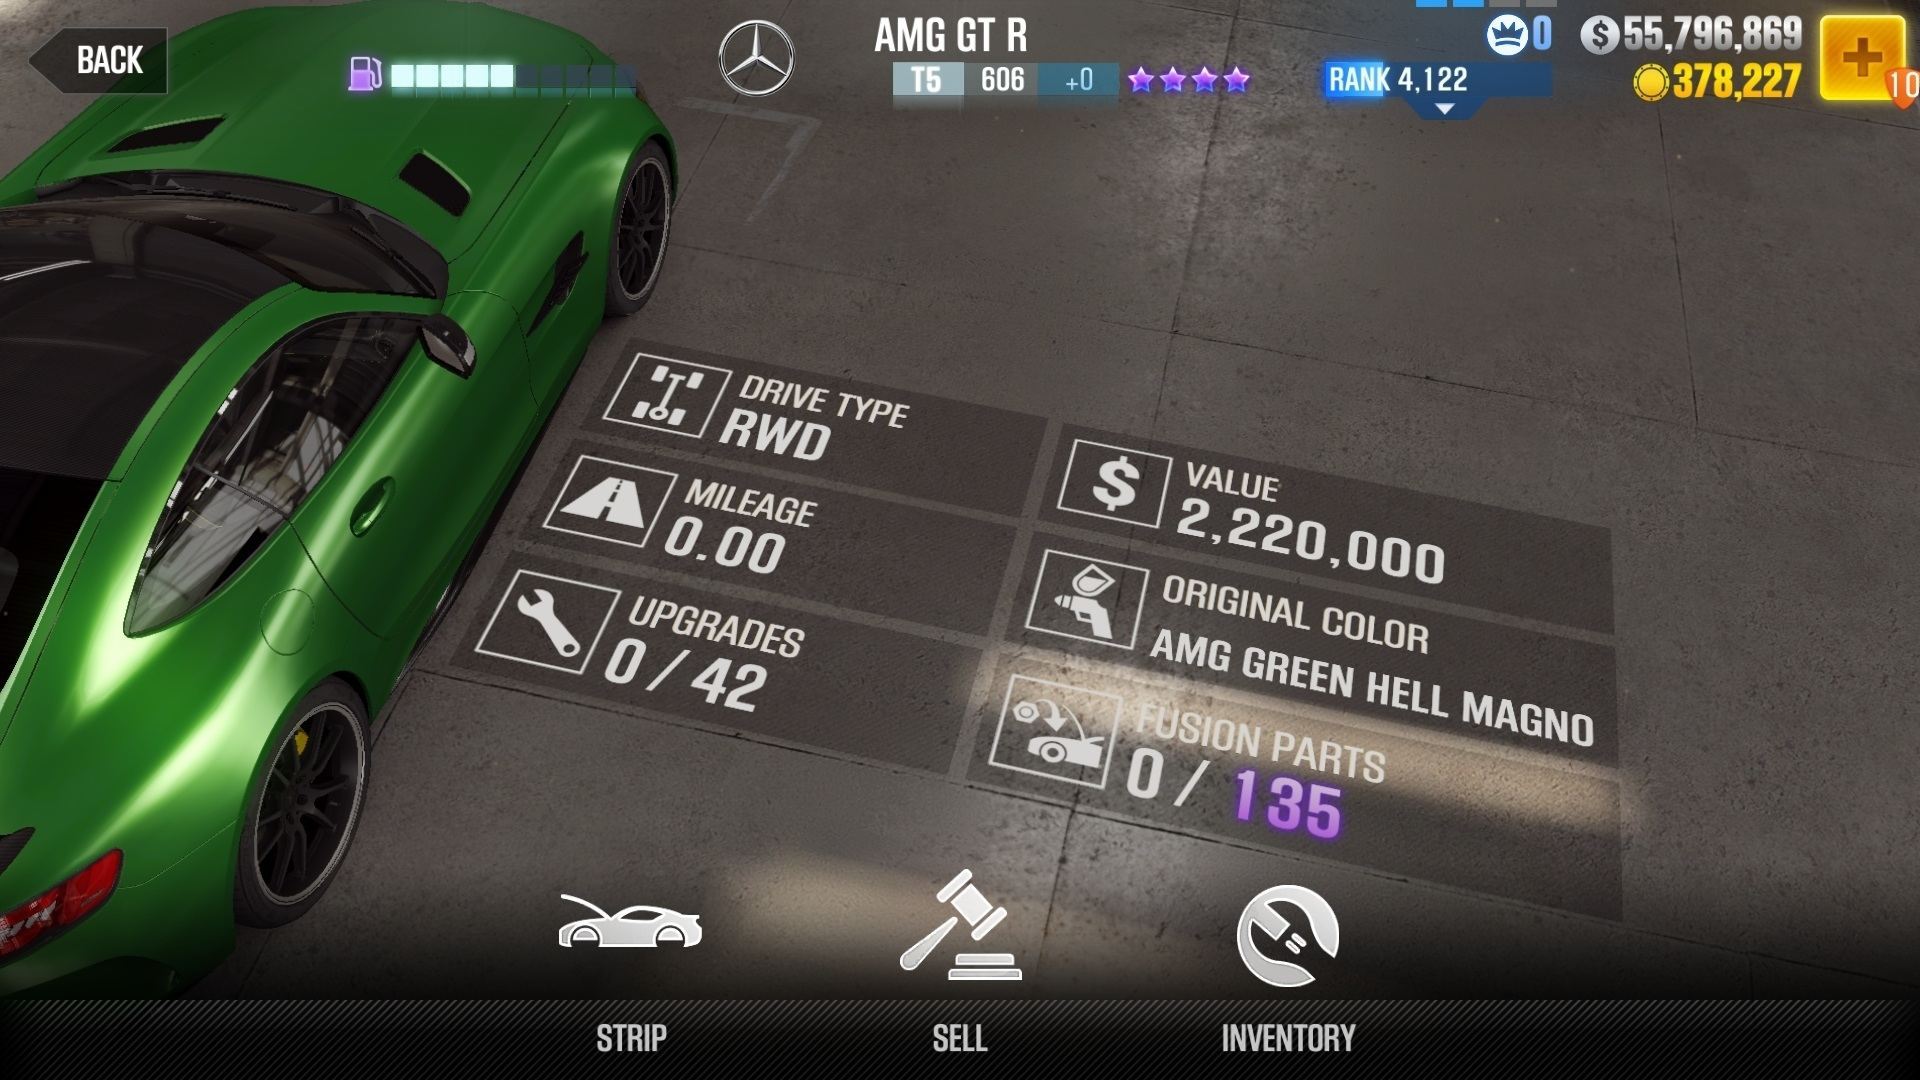 BACK
AMG GT R
T5 606 +0
RANK 4,122
0
55,796,869
378,227
10
DRIVE TYPE
RWD
MILEAGE
0.00
UPGRADES
0/42
VALUE
2,220,000
ORIGINAL COLOR
AMG GREEN HELL MAGNO
FUSION PARTS
0/ 135
STRIP
SELL
INVENTORY